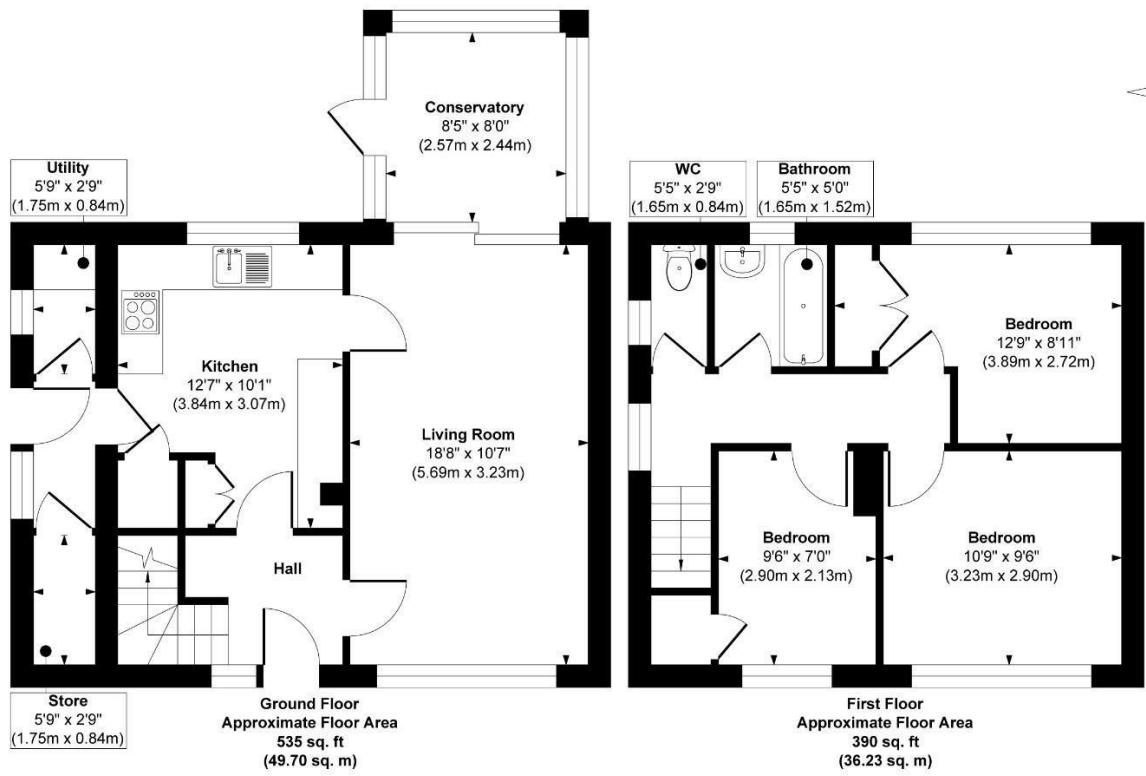 Conservatory
8'5" x 8'0"
(2.57m x 2.44m)
Utility
5'9" x 2'9"
(1.75m x 0.84m)
WC
5'5" x 2'9"
(1.65m x 0.84m)
Bathroom
5'5" x 5'0"
(1.65m x 1.52m)
Kitchen
12'7" x 10'1"
(3.84m x 3.07m)
Living Room
18'8" x 10'7"
(5.69m x 3.23m)
Bedroom
12'9" x 8'11"
(3.89m x 2.72m)
Hall
Bedroom
9'6" x 7'0"
(2.90m x 2.13m)
Bedroom
10'9" x 9'6"
(3.23m x 2.90m)
Store
5'9" x 2'9"
(1.75m x 0.84m)
Ground Floor
Approximate Floor Area
535 sq. ft
(49.70 sq. m)
First Floor
Approximate Floor Area
390 sq. ft
(36.23 sq. m)